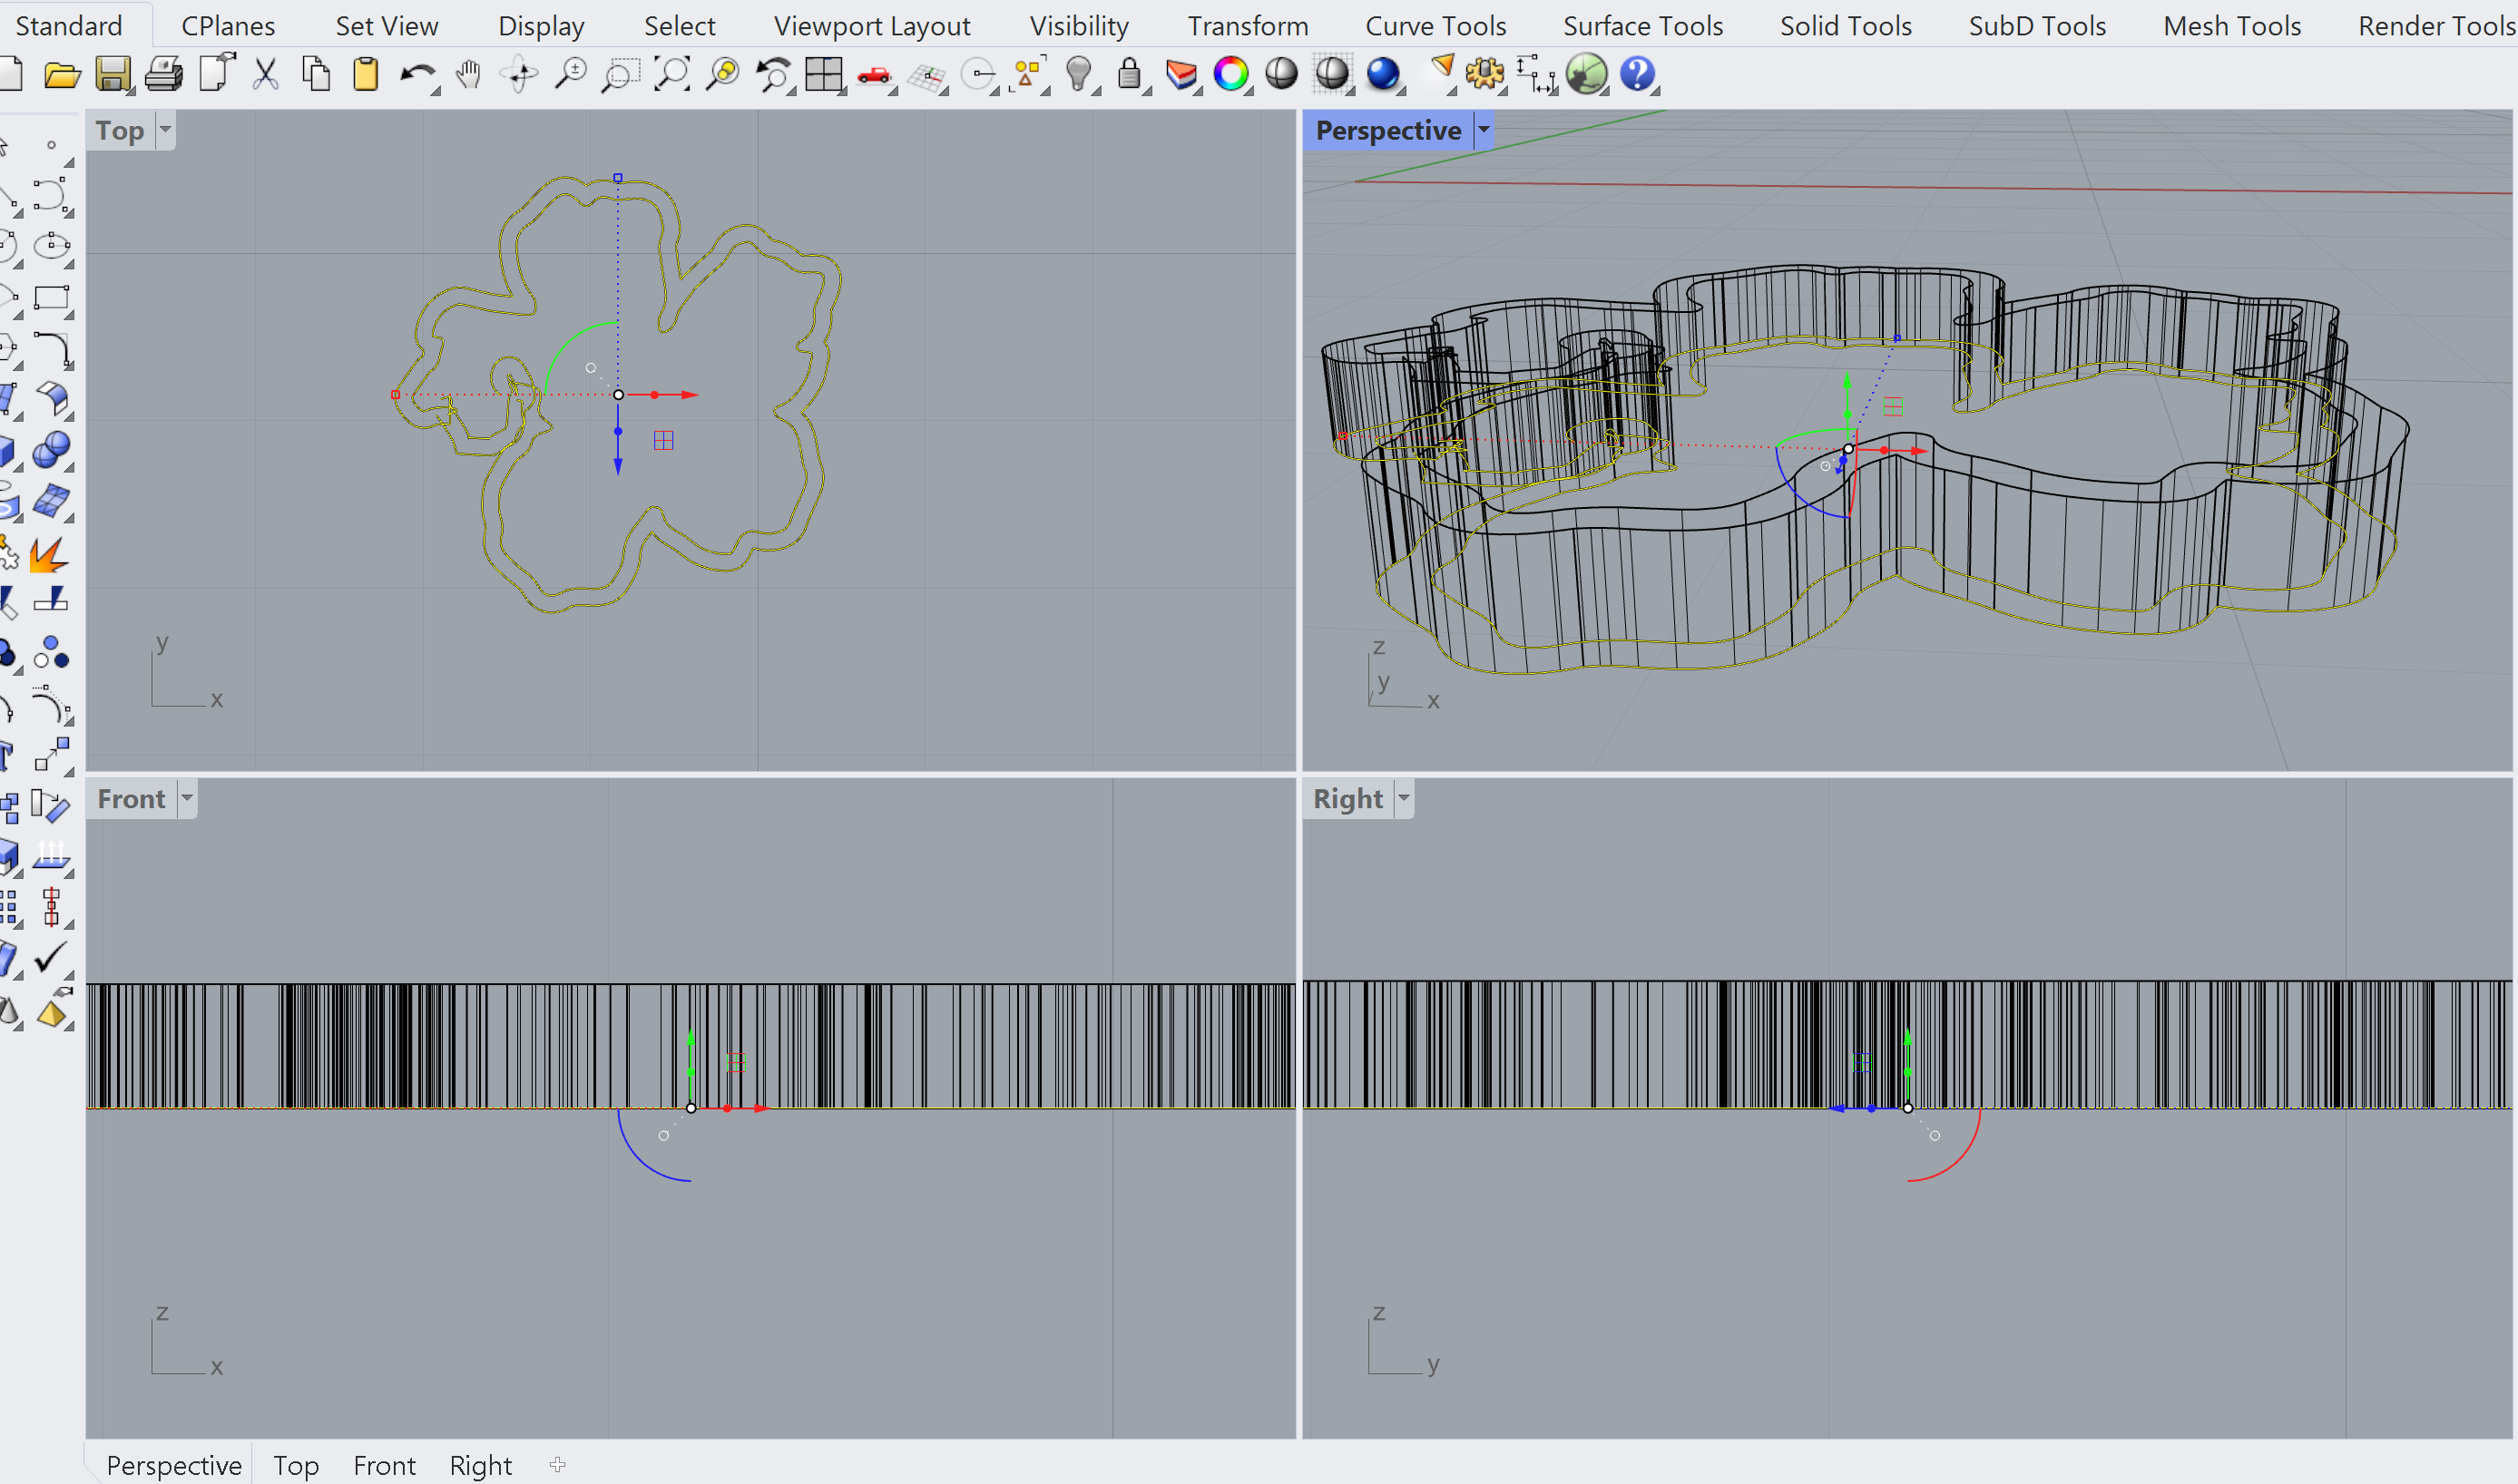 Standard CPlanes Set View Display Select Viewport Layout Visibility Transform Curve Tools Surface Tools Solid Tools SubD Tools Mesh Tools Render Tools
Top
Perspective
y
x
z
y
x
Front
Right
z
x
z
y
Perspective Top Front Right